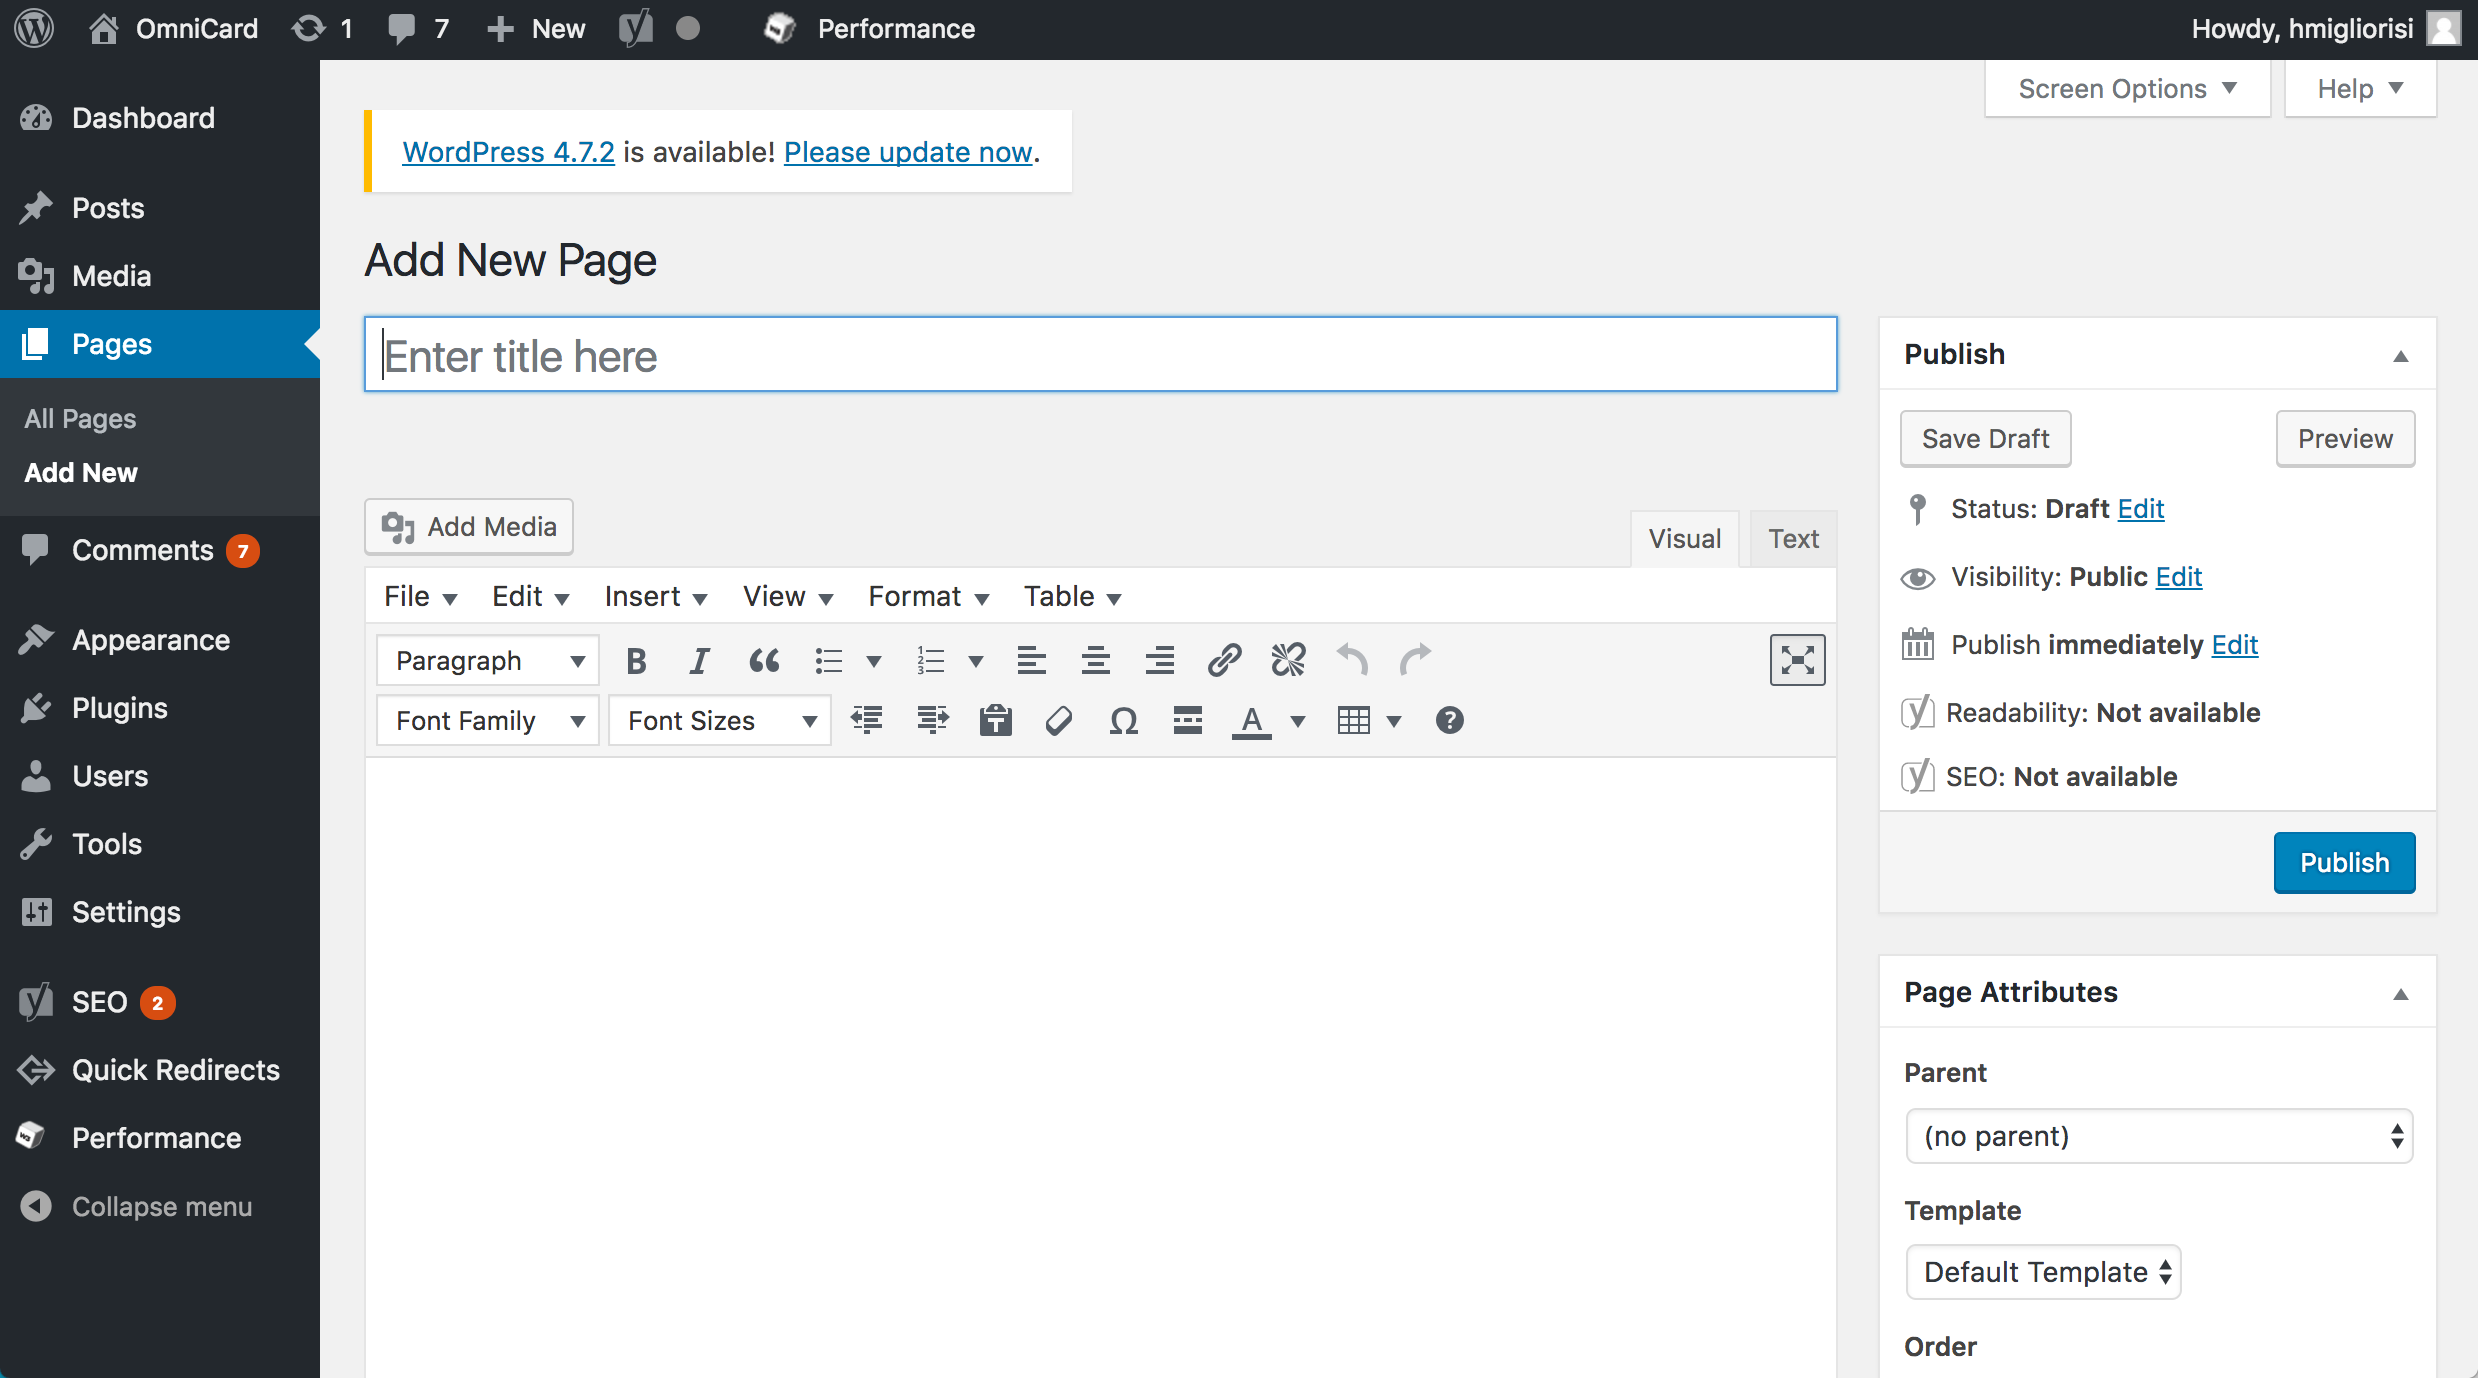 OmniCard 1 7 New Performance Howdy, hmigliorisi
Screen Options Help
Dashboard
Posts
Media
Pages
All Pages
Add New
Comments 7
Appearance
Plugins
Users
Tools
Settings
SEO 2
Quick Redirects
Performance
Collapse menu
WordPress 4.7.2 is available! Please update now.
Add New Page
Enter title here
Add Media
Visual Text
File Edit Insert View Format Table
Paragraph
Font Family Font Sizes
Publish
Save Draft Preview
Status: Draft Edit
Visibility: Public Edit
Publish immediately Edit
Readability: Not available
SEO: Not available
Publish
Page Attributes
Parent
(no parent)
Template
Default Template
Order